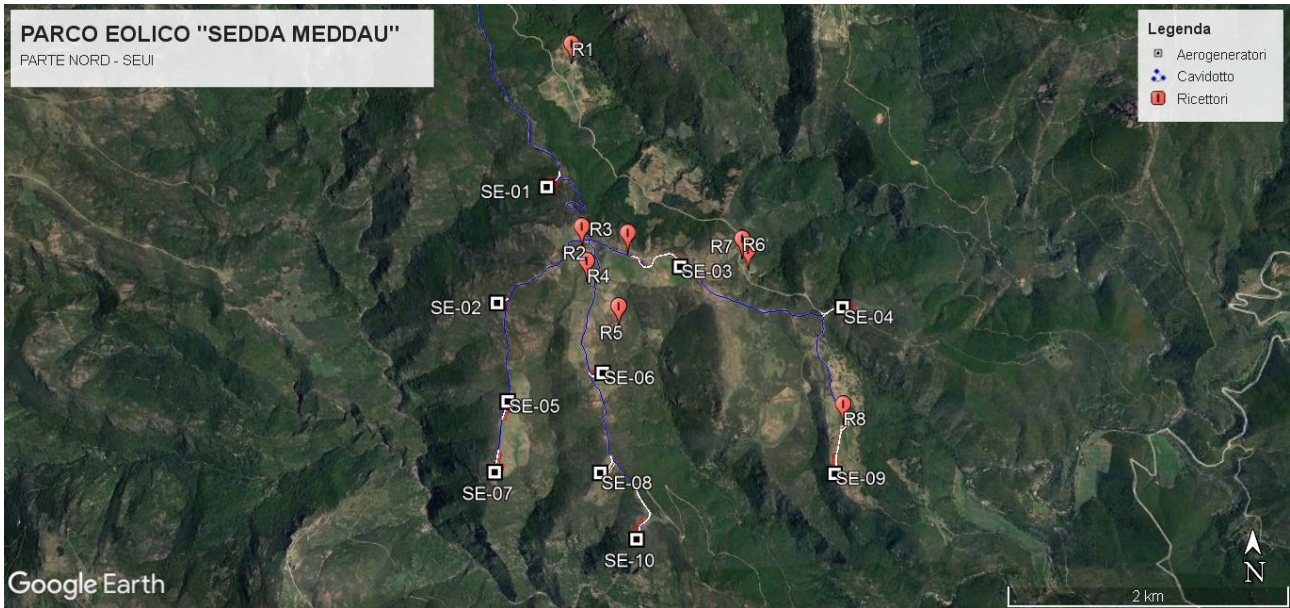 PARCO EOLICO "SEDDA MEDDAU"
PARTE NORD - SEUI
Legenda
Aerogeneratori
Cavidotto
Ricettori
R1
SE-01
R3
R2
R7
R6
R4
SE-03
SE-02
R5
SE-04
SE-06
SE-05
R8
SE-07
SE-08
SE-09
SE-10
Google Earth
N
2 km